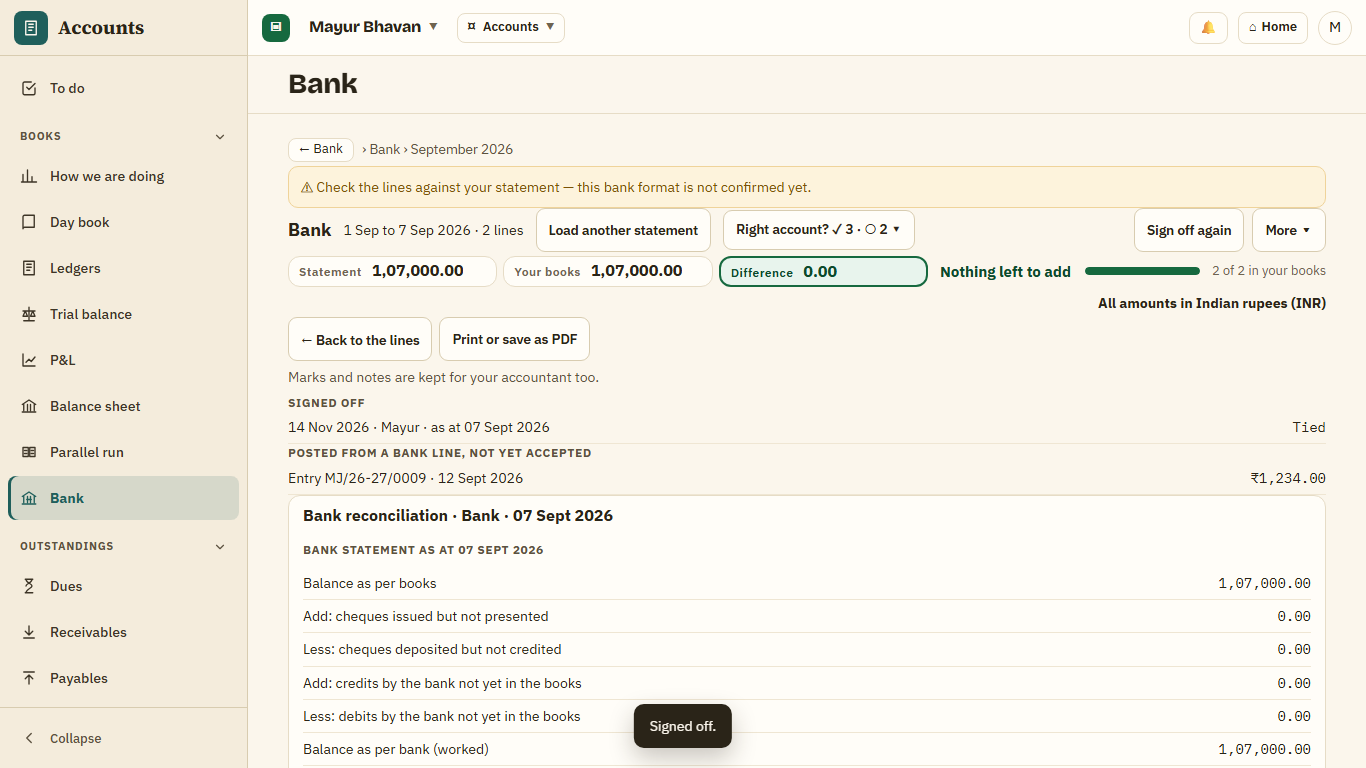 Accounts
Mayur Bhavan ▼
¤ Accounts ▼
⌂ Home
M
To do
BOOKS
How we are doing
Day book
Ledgers
Trial balance
P&L
Balance sheet
Parallel run
Bank
OUTSTANDINGS
Dues
Receivables
Payables
Collapse
Bank
← Bank › Bank › September 2026
⚠ Check the lines against your statement — this bank format is not confirmed yet.
Bank 1 Sep to 7 Sep 2026 · 2 lines
Load another statement
Right account? ✓ 3 · ○ 2 ▼
Sign off again
More ▼
Statement 1,07,000.00
Your books 1,07,000.00
Difference 0.00
Nothing left to add
2 of 2 in your books
All amounts in Indian rupees (INR)
← Back to the lines
Print or save as PDF
Marks and notes are kept for your accountant too.
SIGNED OFF
14 Nov 2026 · Mayur · as at 07 Sept 2026 Tied
POSTED FROM A BANK LINE, NOT YET ACCEPTED
Entry MJ/26-27/0009 · 12 Sept 2026 ₹1,234.00
Bank reconciliation · Bank · 07 Sept 2026
BANK STATEMENT AS AT 07 SEPT 2026
Balance as per books 1,07,000.00
Add: cheques issued but not presented 0.00
Less: cheques deposited but not credited 0.00
Add: credits by the bank not yet in the books 0.00
Less: debits by the bank not yet in the books 0.00
Balance as per bank (worked) 1,07,000.00
Signed off.